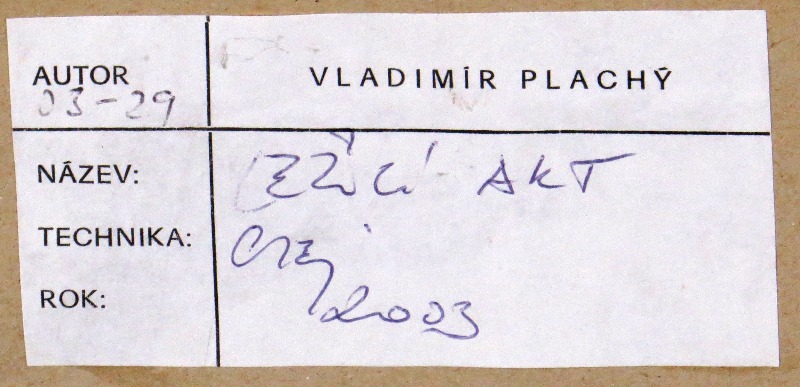 AUTOR VLADIMÍR PLACHÝ
03-29
NÁZEV: LEŽÍCÍ AKT
TECHNIKA: Olej
ROK: 2003